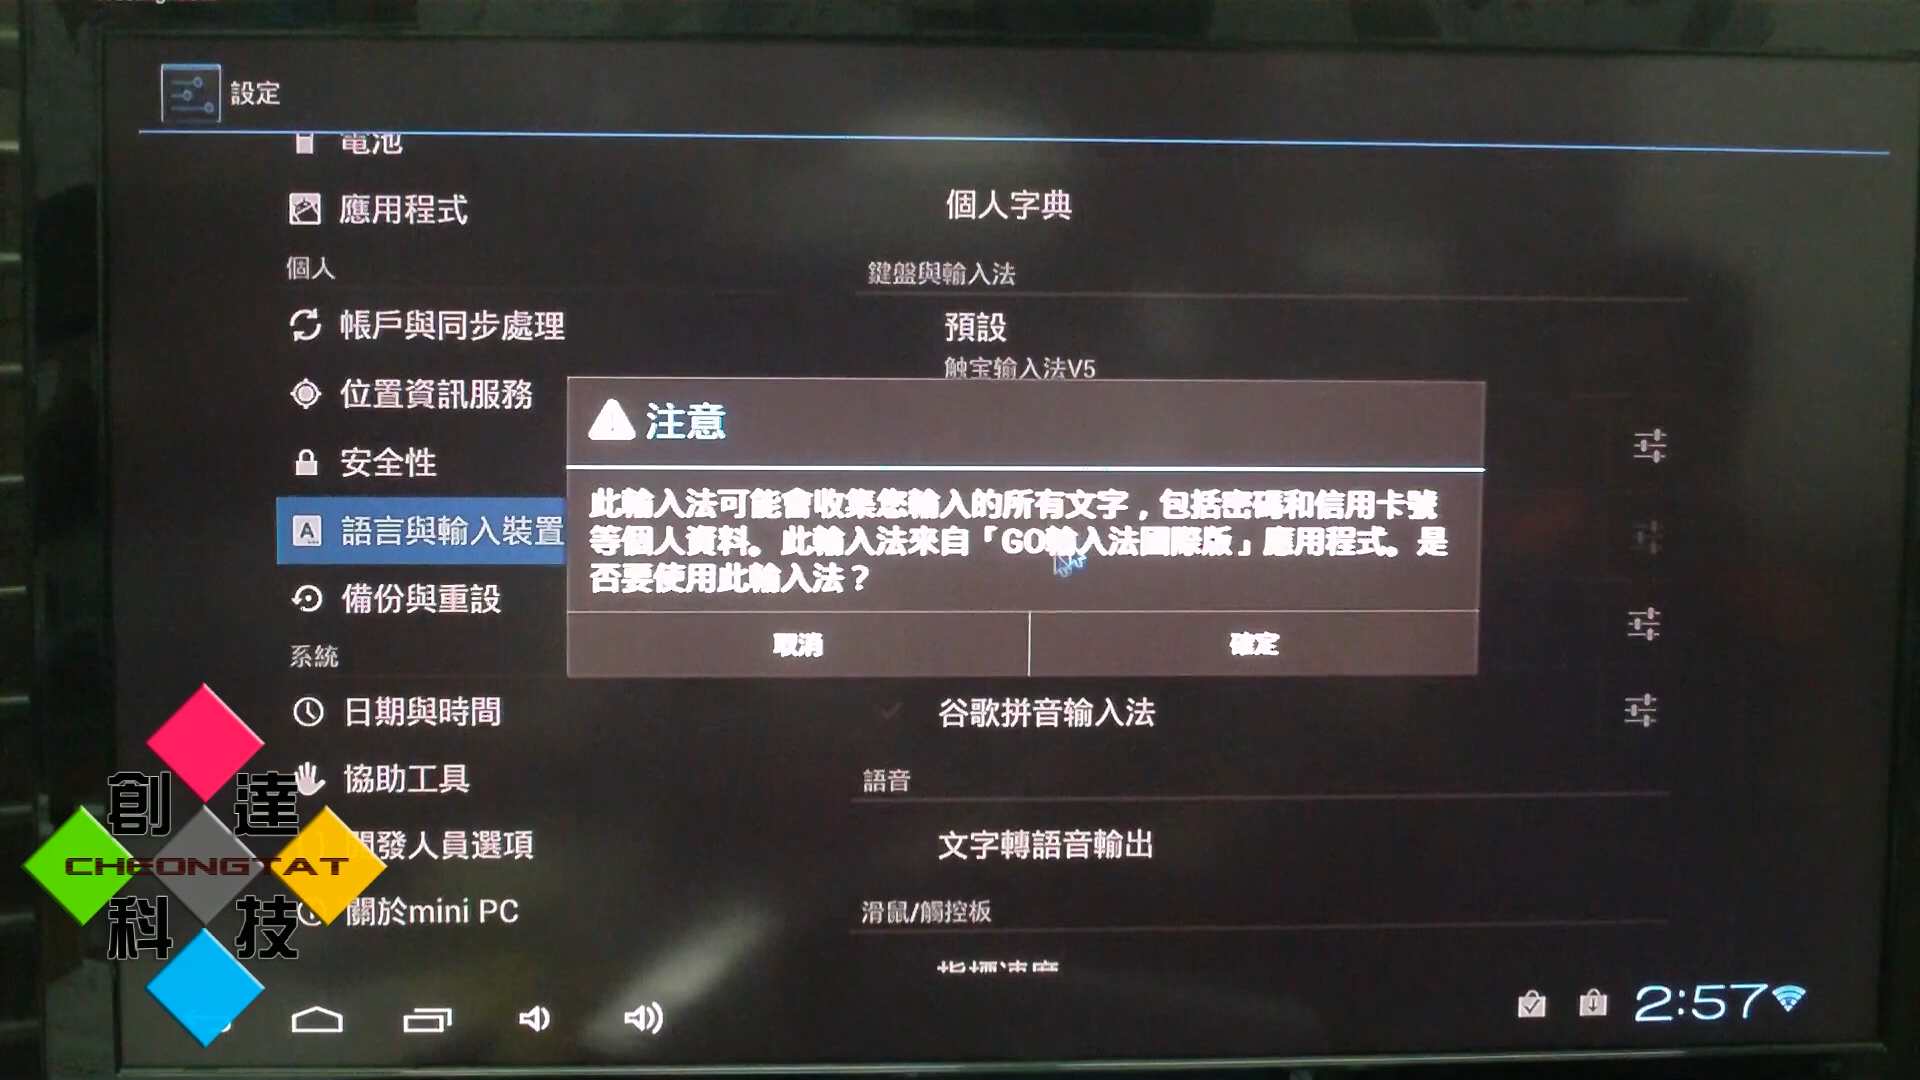 設定
電池
應用程式
個人
帳戶與同步處理
位置資訊服務
安全性
語言與輸入裝置
備份與重設
系統
日期與時間
協助工具
開發人員選項
關於mini PC
個人字典
鍵盤與輸入法
預設
触宝输入法V5
注意
此輸入法可能會收集您輸入的所有文字，包括密碼和信用卡號
等個人資料。此輸入法來自「GO輸入法國際版」應用程式。是
否要使用此輸入法？
取消
確定
谷歌拼音输入法
語音
文字轉語音輸出
滑鼠/觸控板
指標速度
2:57
創達
CHEONGTAT
科技